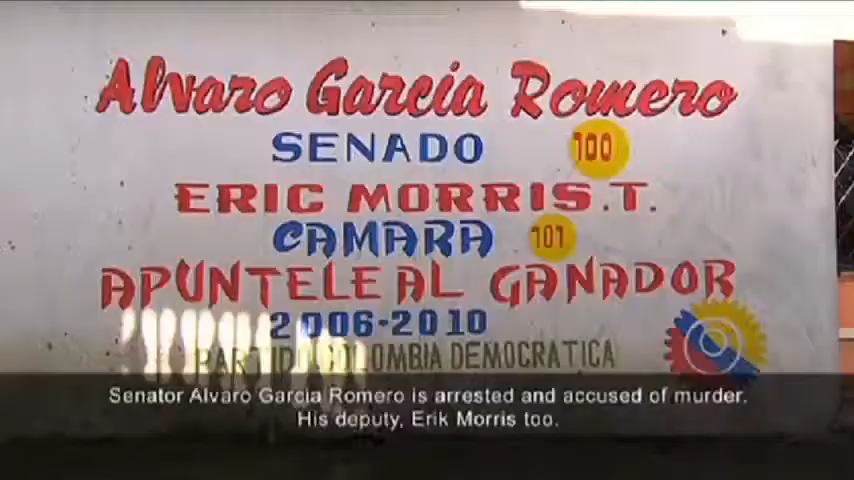 Alvaro Garcia Romero
SENADO 100
ERIC MORRIS.T.
CAMARA 101
APUNTELE AL GANADOR
2006-2010
PARTIDO COLOMBIA DEMOCRATICA
Senator Alvaro Garcia Romero is arrested and accused of murder.
His deputy, Erik Morris too.